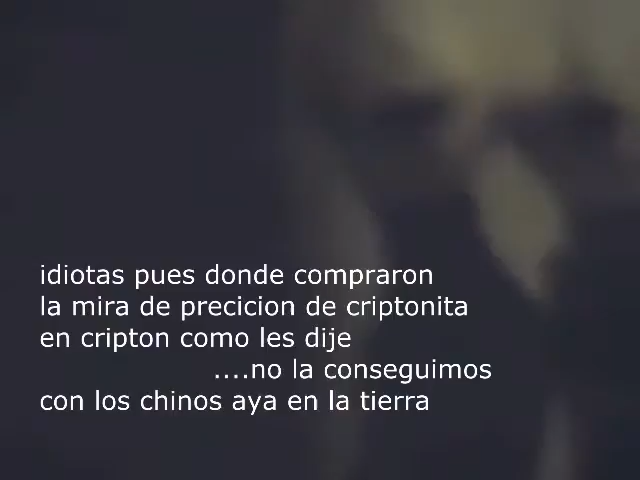 idiotas pues donde compraron
la mira de precicion de criptonita
en cripton como les dije
....no la conseguimos
con los chinos aya en la tierra